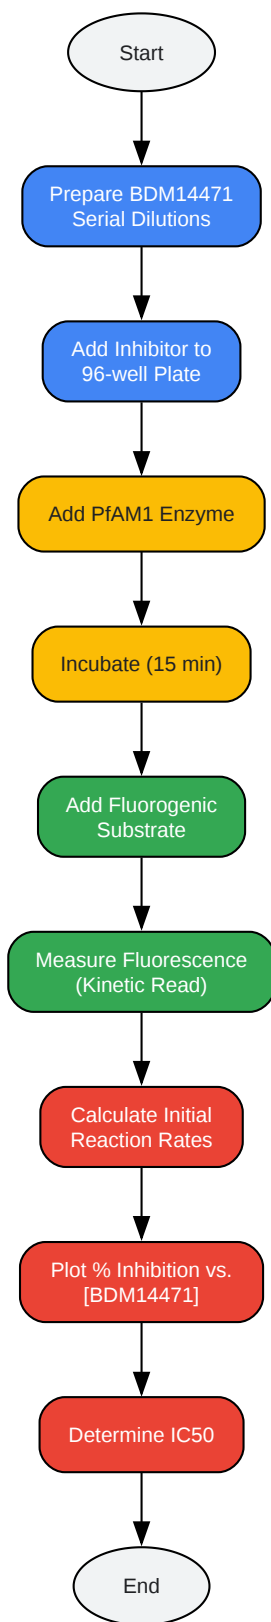 Start
Prepare BDM14471
Serial Dilutions
Add Inhibitor to
96-well Plate
Add PfAM1 Enzyme
Incubate (15 min)
Add Fluorogenic
Substrate
Measure Fluorescence
(Kinetic Read)
Calculate Initial
Reaction Rates
Plot % Inhibition vs.
[BDM14471]
Determine IC50
End